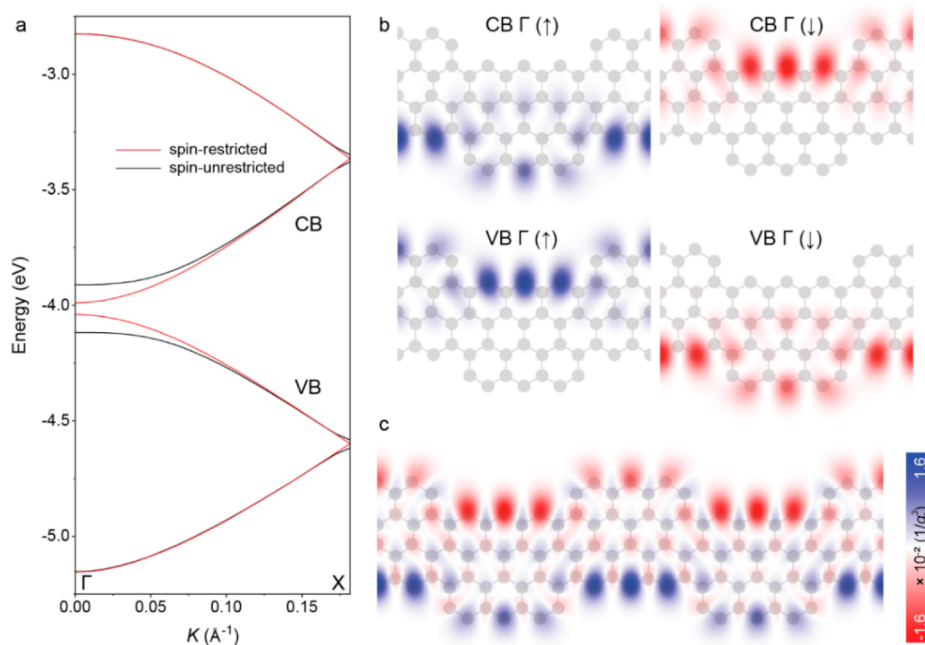 a
b
CB Γ (↑)
CB Γ (↓)
-3.0
spin-restricted
spin-unrestricted
-3.5
CB
VB Γ (↑)
VB Γ (↓)
Energy (eV)
-4.0
VB
-4.5
c
-5.0
Γ
X
0.00
0.05
0.10
0.15
K (Å⁻¹)
1.6
× 10⁻² (1/a³)
-1.6